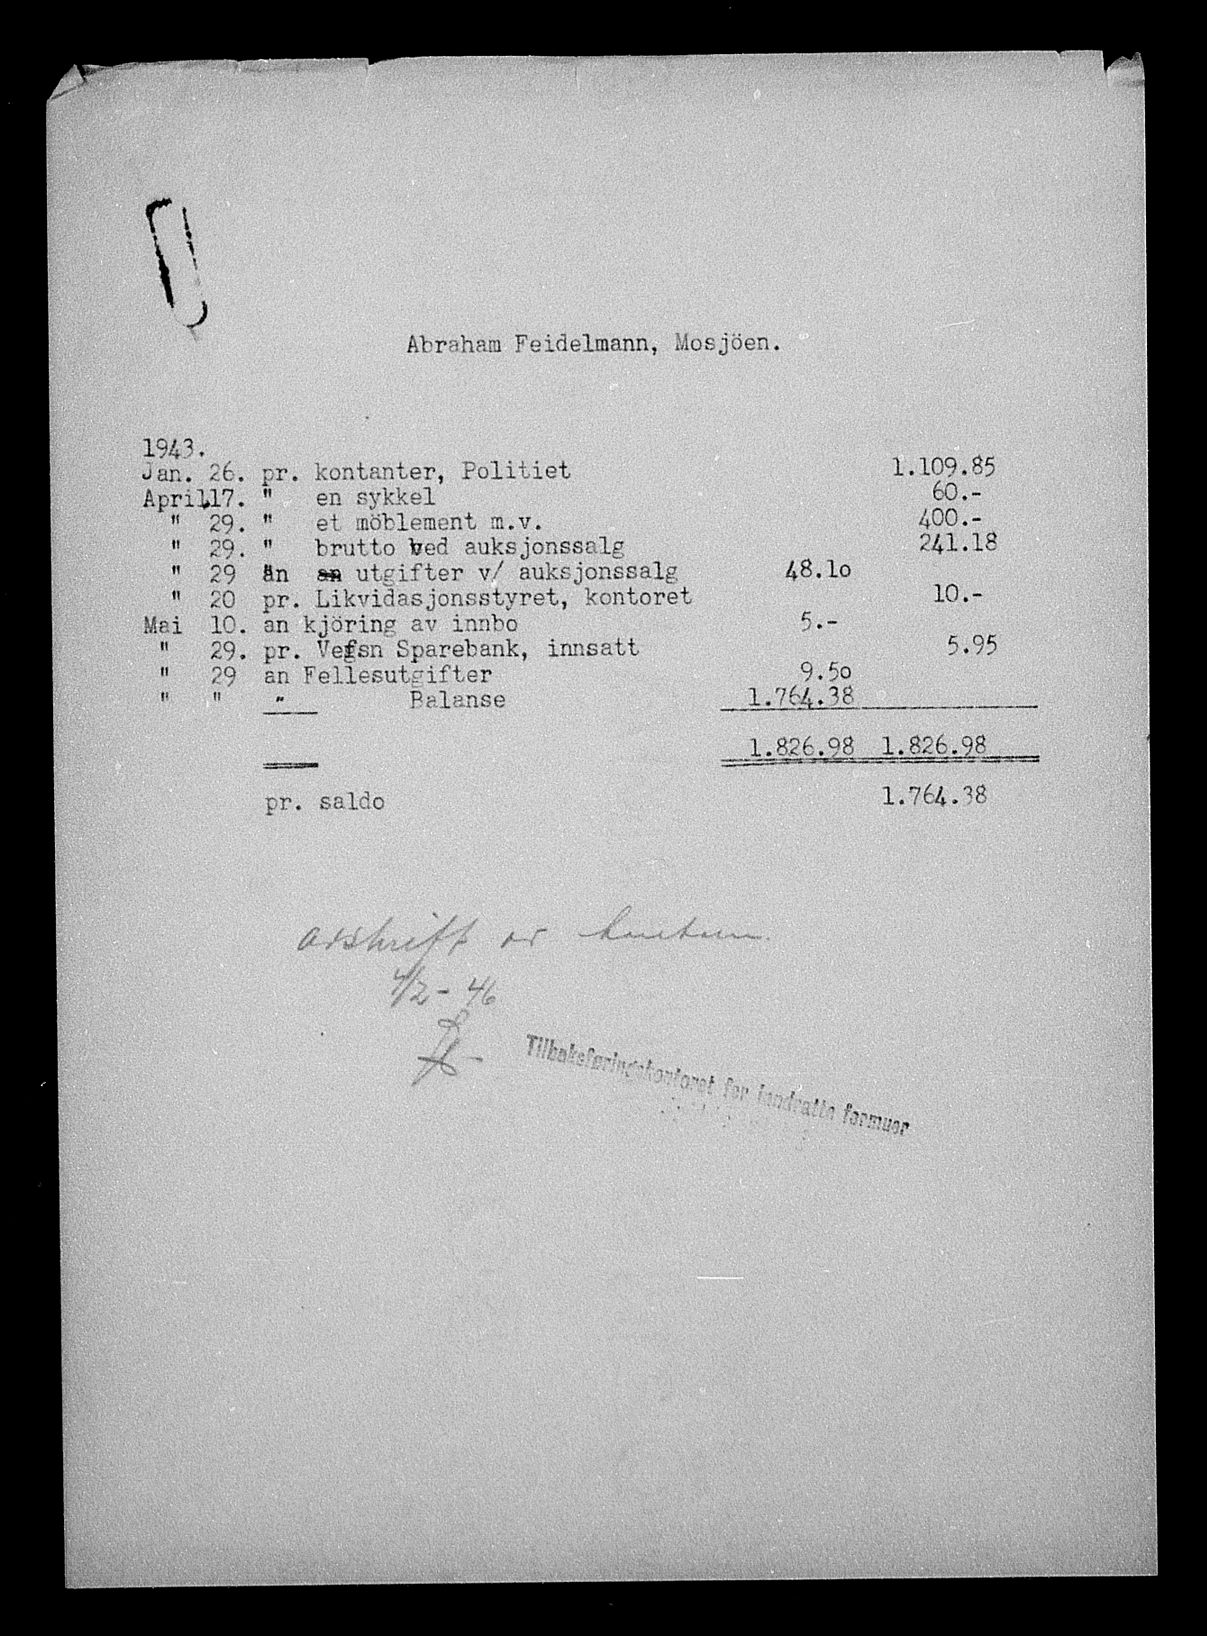 Abraham Feidelmann, Mosjöen.
1943.
Jan. 26. pr. kontanter, Politiet 1.109.85
April 17. " en sykkel 60.-
" 29. " et möblement m.v. 400.-
" 29. " brutto ved auksjonssalg 241.18
" 29 än an utgifter v/ auksjonssalg 48.10
" 20 pr. Likvidasjonsstyret, kontoret 10.-
Mai 10. an kjöring av innbo 5.-
" 29. pr. Vefsn Sparebank, innsatt 5.95
" 29 an Fellesutgifter 9.50
" " " Balanse 1.764.38
1.826.98 1.826.98
pr. saldo 1.764.38
avskrift av
4/2-46
Tilbakeføringskontoret for inndratte formuer